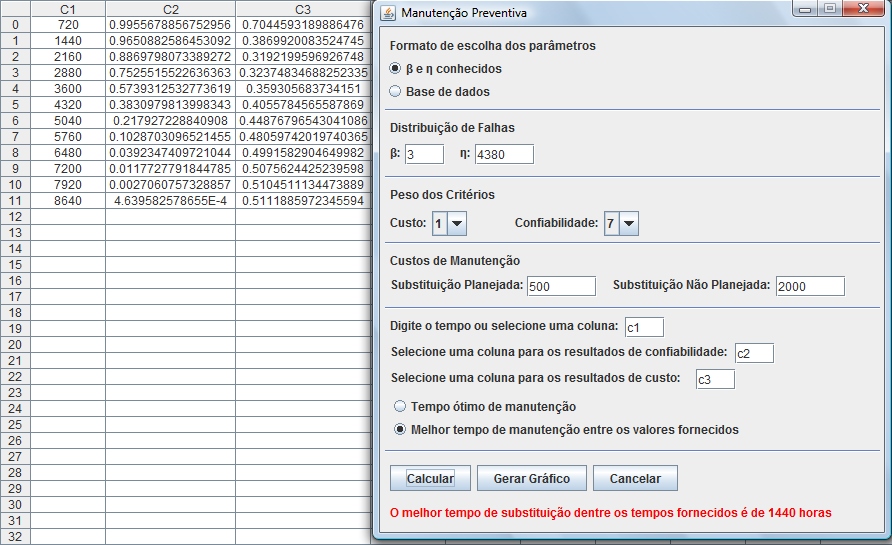 C1 C2 C3
0 720 0.9955678856752956 0.7044593189886476
1 1440 0.9650882586453092 0.3869920083524745
2 2160 0.8869798073389272 0.3192199596926748
3 2880 0.7525515522636363 0.32374834688252335
4 3600 0.5739312532773619 0.359305683734151
5 4320 0.3830979813998343 0.4055784565587869
6 5040 0.217927228840908 0.44876796543041086
7 5760 0.1028703096521455 0.48059742019740365
8 6480 0.0392347409721044 0.4991582904649982
9 7200 0.0117727791844785 0.5075624425239598
10 7920 0.0027060757328857 0.5104511134473889
11 8640 4.639582578655E-4 0.5111885972345594
12
13
14
15
16
17
18
19
20
21
22
23
24
25
26
27
28
29
30
31
32
Manutenção Preventiva
Formato de escolha dos parâmetros
β e η conhecidos
Base de dados
Distribuição de Falhas
β: 3 η: 4380
Peso dos Critérios
Custo: 1 Confiabilidade: 7
Custos de Manutenção
Substituição Planejada: 500 Substituição Não Planejada: 2000
Digite o tempo ou selecione uma coluna: c1
Selecione uma coluna para os resultados de confiabilidade: c2
Selecione uma coluna para os resultados de custo: c3
Tempo ótimo de manutenção
Melhor tempo de manutenção entre os valores fornecidos
Calcular Gerar Gráfico Cancelar
O melhor tempo de substituição dentre os tempos fornecidos é de 1440 horas